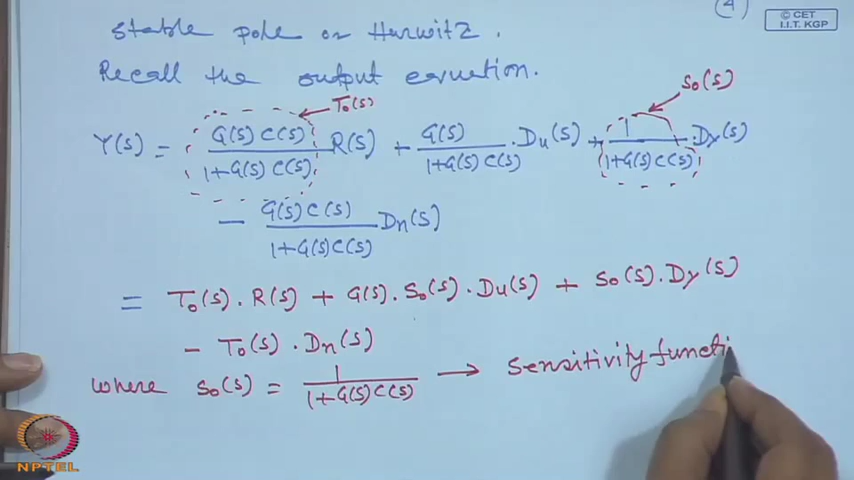 (4)
© CET
I.I.T. KGP
stable pole or Hurwitz.
Recall the output equation.
T₀(s)
S₀(s)
Y(s) = G(s) C(s) / 1+G(s) C(s) R(s) + G(s) / 1+G(s) C(s) · Du(s) + 1 / 1+G(s) C(s) · Dy(s)
− G(s) C(s) / 1+G(s) C(s) Dn(s)
= T₀(s) · R(s) + G(s) · S₀(s) · Du(s) + S₀(s) · Dy(s)
− T₀(s) · Dn(s)
where S₀(s) = 1 / 1+G(s) C(s) → Sensitivity functi
NPTEL